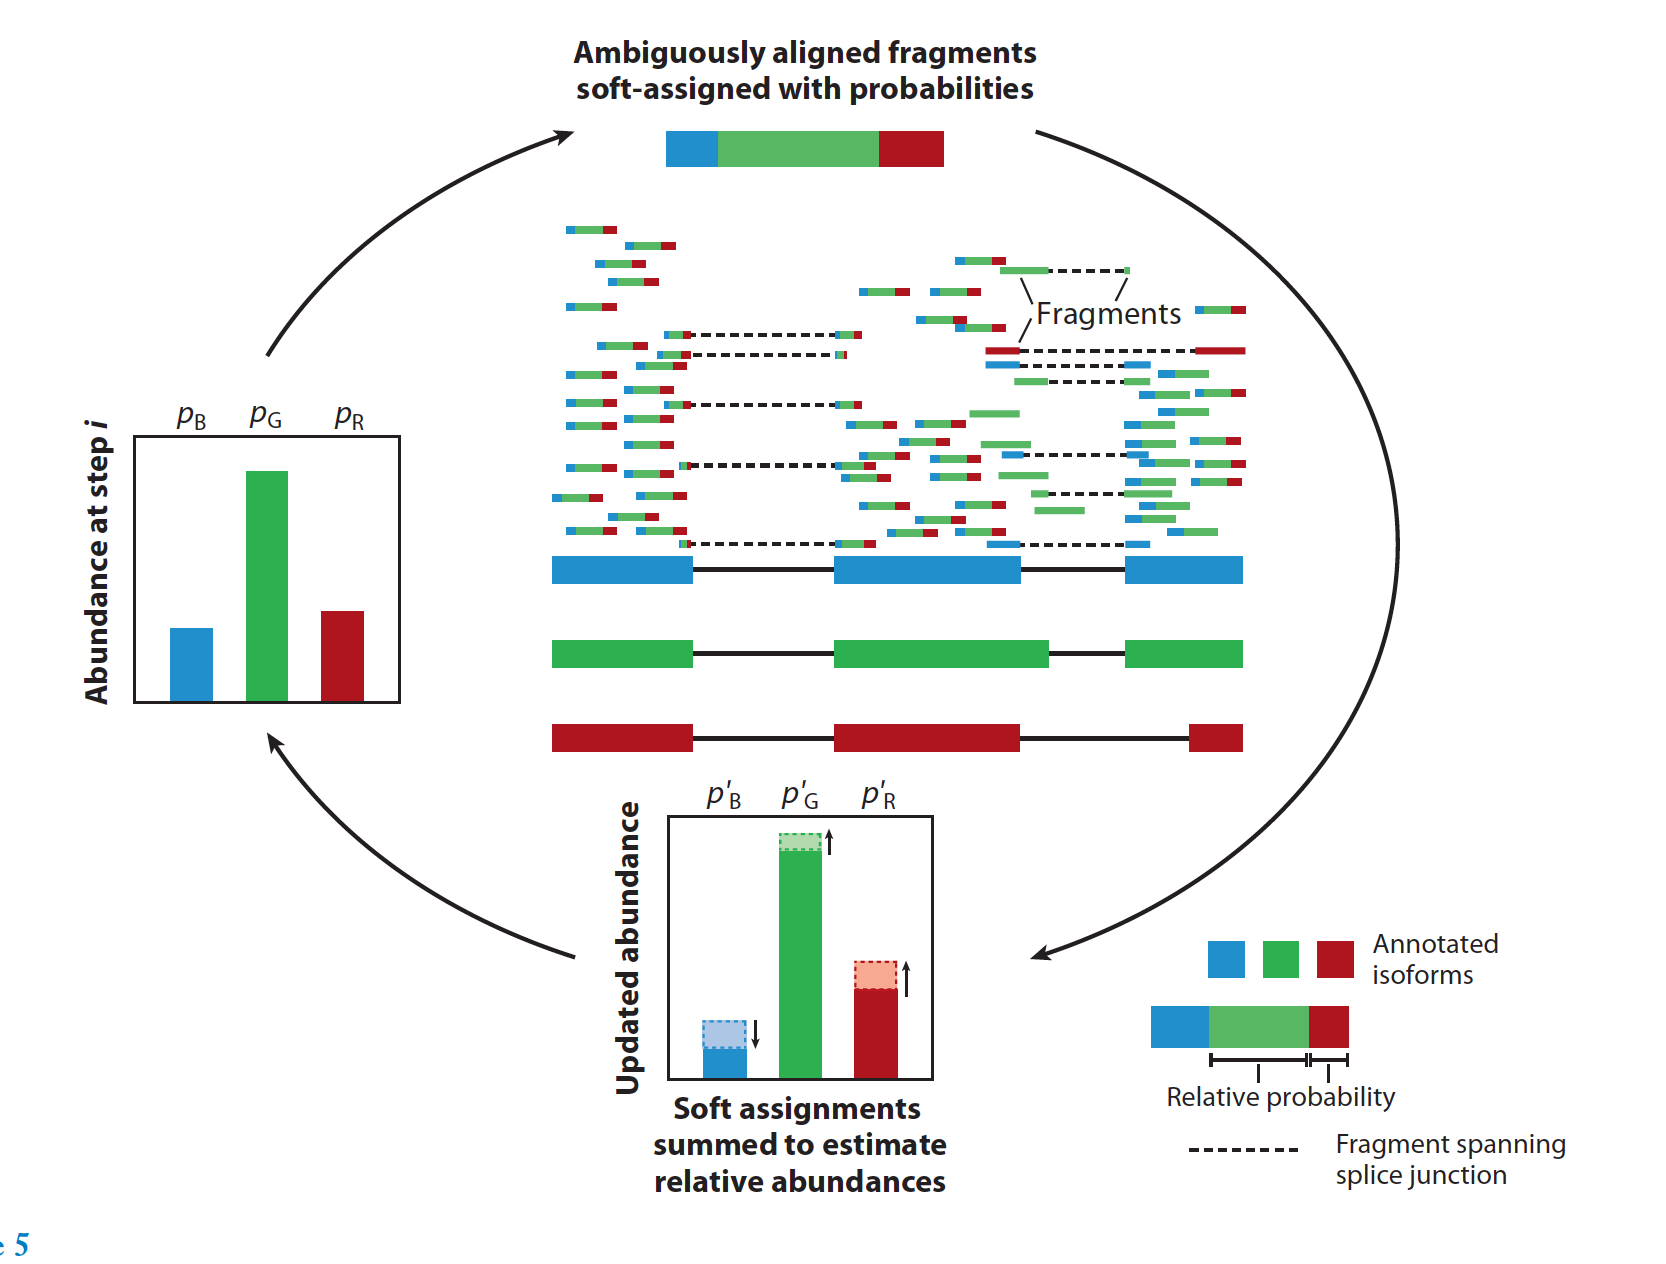 Ambiguously aligned fragments
soft-assigned with probabilities
Fragments
pB pG pR
Abundance at step i
p'B p'G p'R
Updated abundance
Soft assignments
summed to estimate
relative abundances
Annotated
isoforms
Relative probability
Fragment spanning
splice junction
5